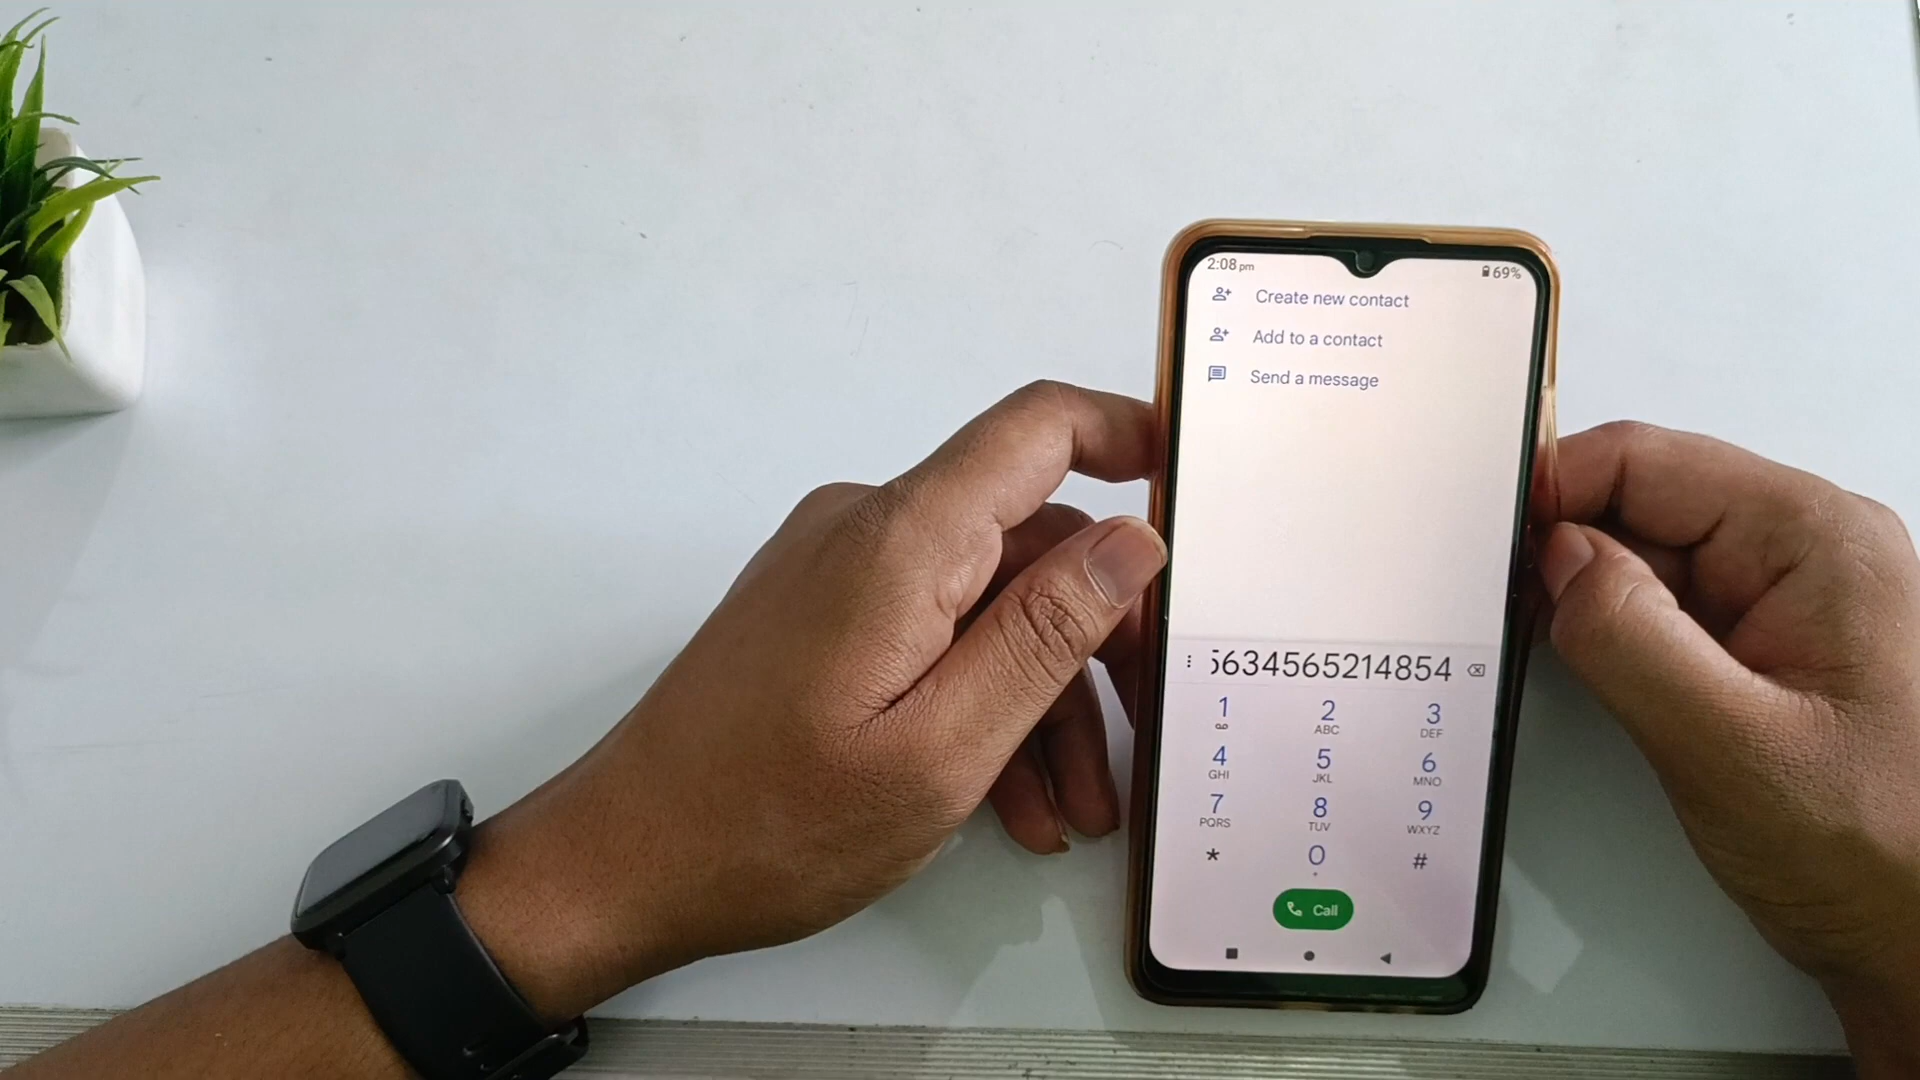 2:08 pm 69%
Create new contact
Add to a contact
Send a message
5634565214854
1 2 3
ABC DEF
4 5 6
GHI JKL MNO
7 8 9
PQRS TUV WXYZ
* 0 #
+
Call